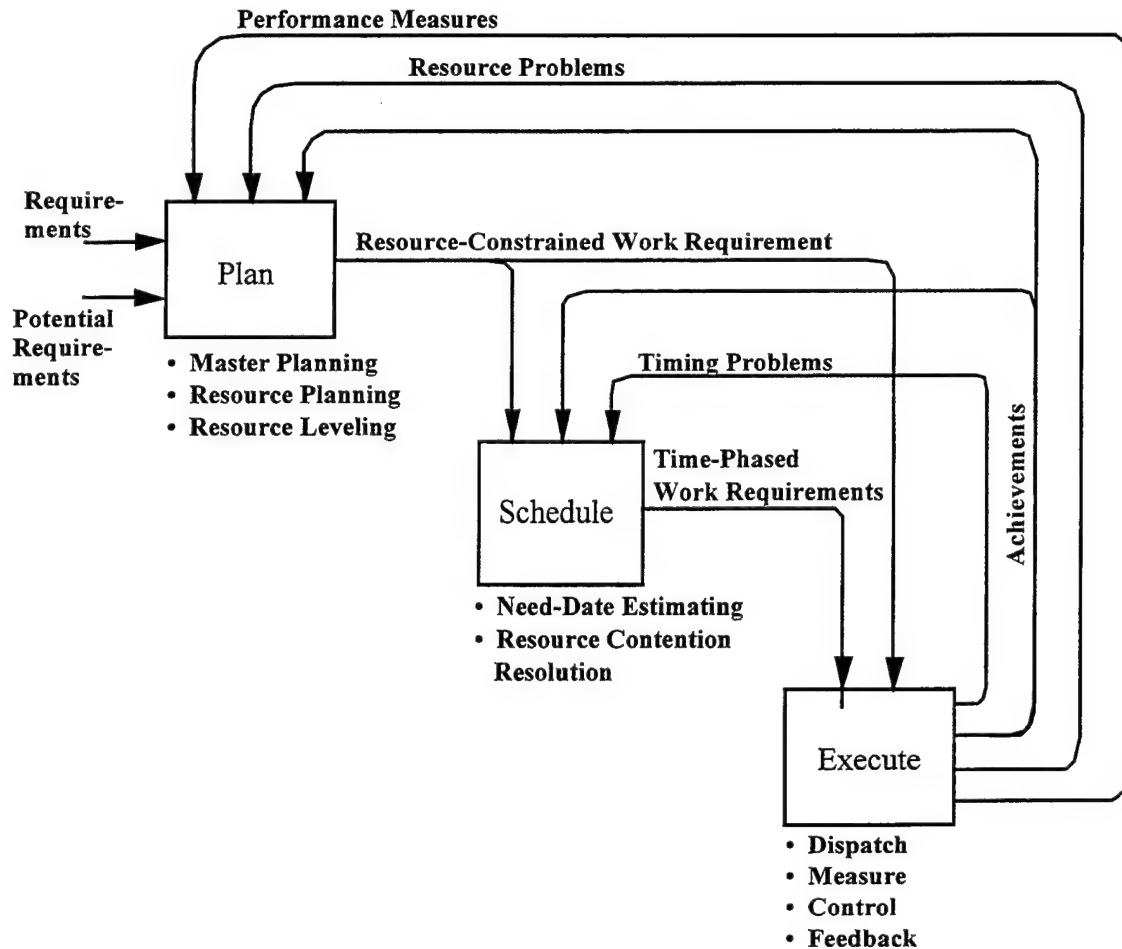 Performance Measures
Resource Problems
Require-
ments
Resource-Constrained Work Requirement
Plan
Potential
Require-
ments
• Master Planning
• Resource Planning
• Resource Leveling
Timing Problems
Achievements
Time-Phased
Work Requirements
Schedule
• Need-Date Estimating
• Resource Contention
Resolution
Execute
• Dispatch
• Measure
• Control
• Feedback